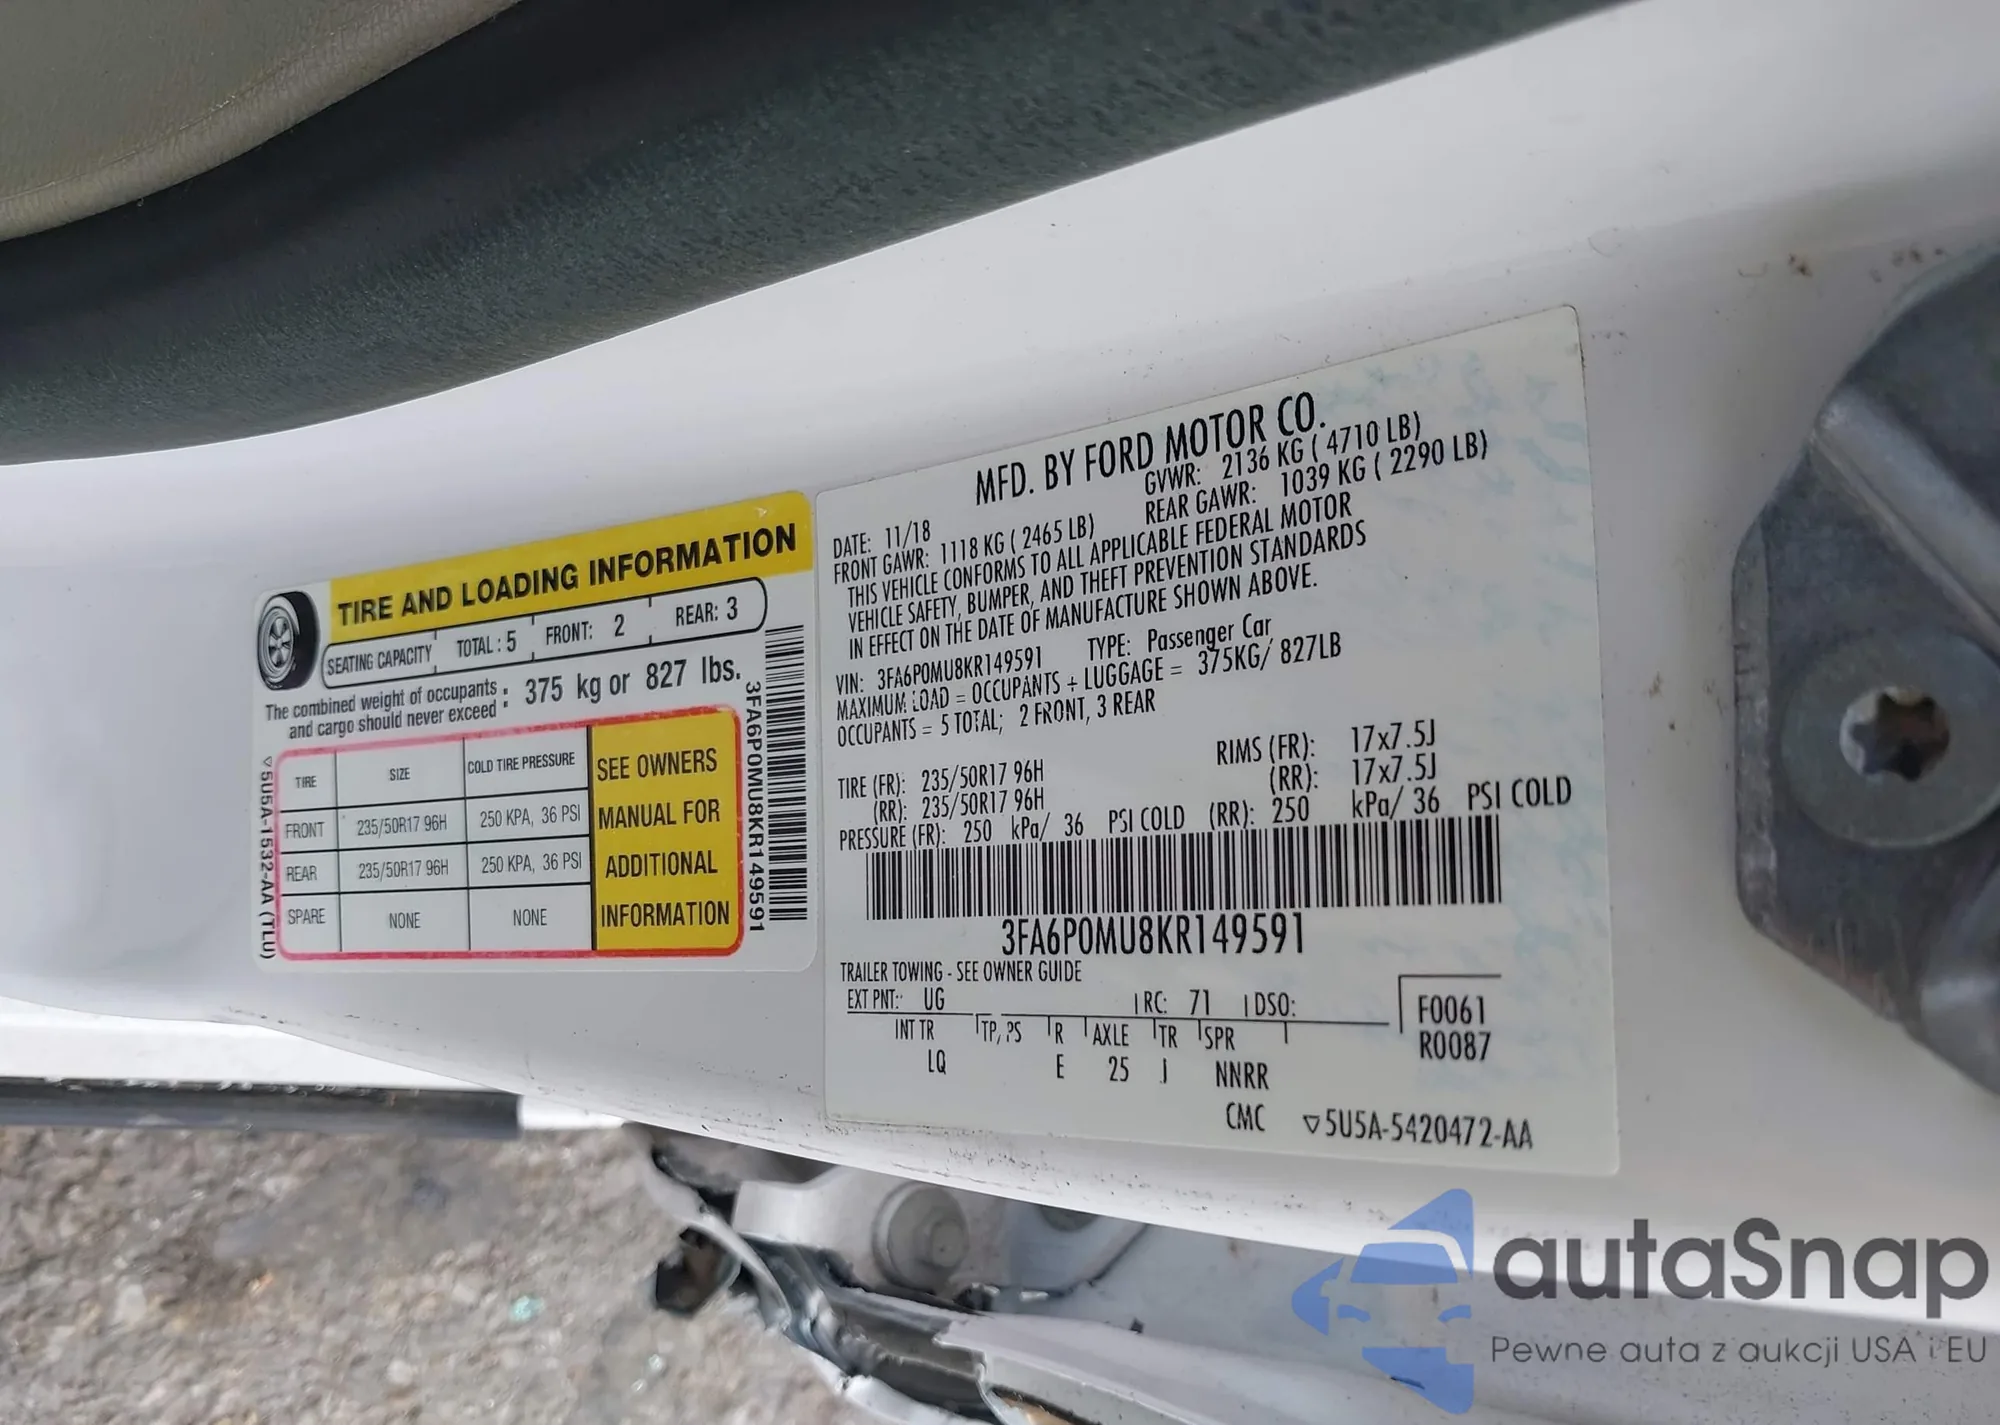 TIRE AND LOADING INFORMATION
SEATING CAPACITY TOTAL : 5 FRONT: 2 REAR: 3
The combined weight of occupants : 375 kg or 827 lbs.
and cargo should never exceed :
TIRE SIZE COLD TIRE PRESSURE
FRONT 235/50R17 96H 250 KPA, 36 PSI
REAR 235/50R17 96H 250 KPA, 36 PSI
SPARE NONE NONE
SEE OWNERS
MANUAL FOR
ADDITIONAL
INFORMATION
3FA6P0MU8KR149591
▽5U5A-1532-AA (TLU)
MFD. BY FORD MOTOR CO.
DATE: 11/18 GVWR: 2136 KG ( 4710 LB)
FRONT GAWR: 1118 KG ( 2465 LB) REAR GAWR: 1039 KG ( 2290 LB)
THIS VEHICLE CONFORMS TO ALL APPLICABLE FEDERAL MOTOR
VEHICLE SAFETY, BUMPER, AND THEFT PREVENTION STANDARDS
IN EFFECT ON THE DATE OF MANUFACTURE SHOWN ABOVE.
VIN: 3FA6P0MU8KR149591 TYPE: Passenger Car
MAXIMUM LOAD = OCCUPANTS + LUGGAGE = 375KG/ 827LB
OCCUPANTS = 5 TOTAL; 2 FRONT, 3 REAR
RIMS (FR): 17x7.5J
TIRE (FR): 235/50R17 96H (RR): 17x7.5J
(RR): 235/50R17 96H
PRESSURE (FR): 250 kPa/ 36 PSI COLD (RR): 250 kPa/ 36 PSI COLD
3FA6P0MU8KR149591
TRAILER TOWING - SEE OWNER GUIDE
EXT PNT: UG RC: 71 DSO: F0061
INT TR TP, PS R AXLE TR SPR R0087
LQ E 25 J NNRR
CMC ▽5U5A-5420472-AA
autaSnap
Pewne auta z aukcji USA i EU